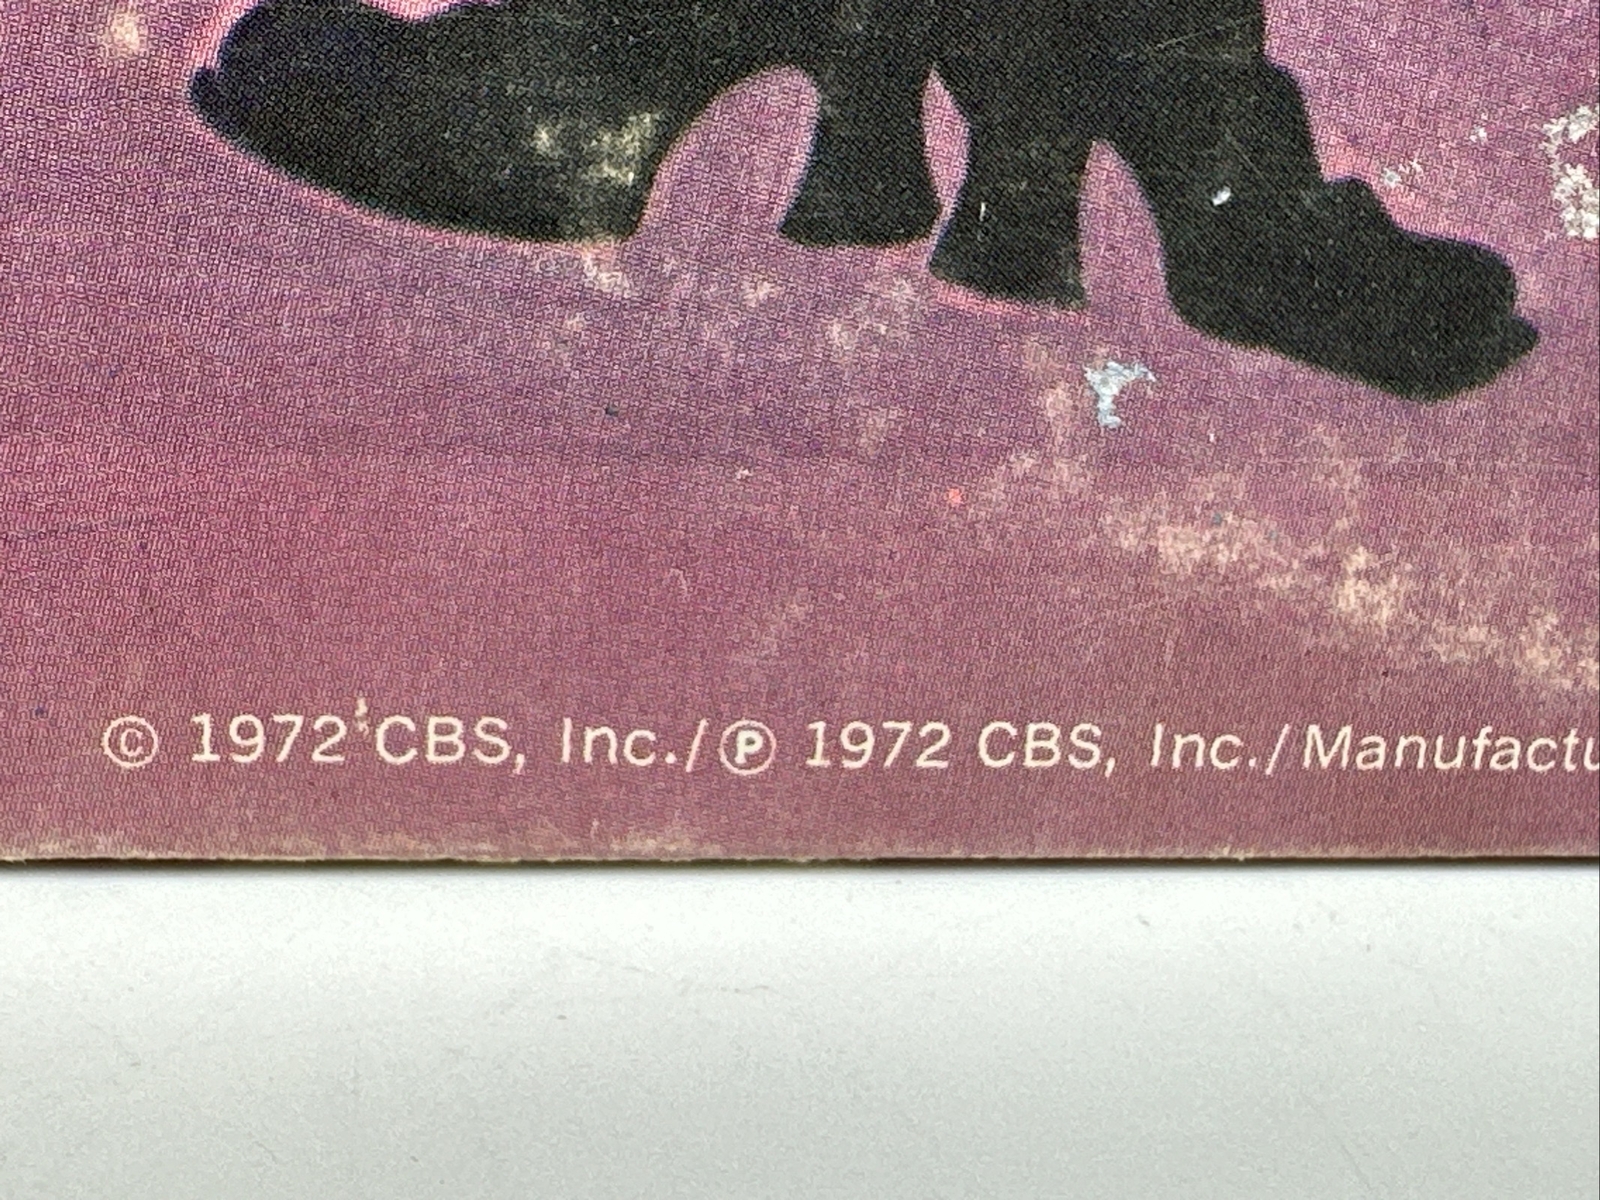 © 1972 CBS, Inc./℗ 1972 CBS, Inc./Manufactu